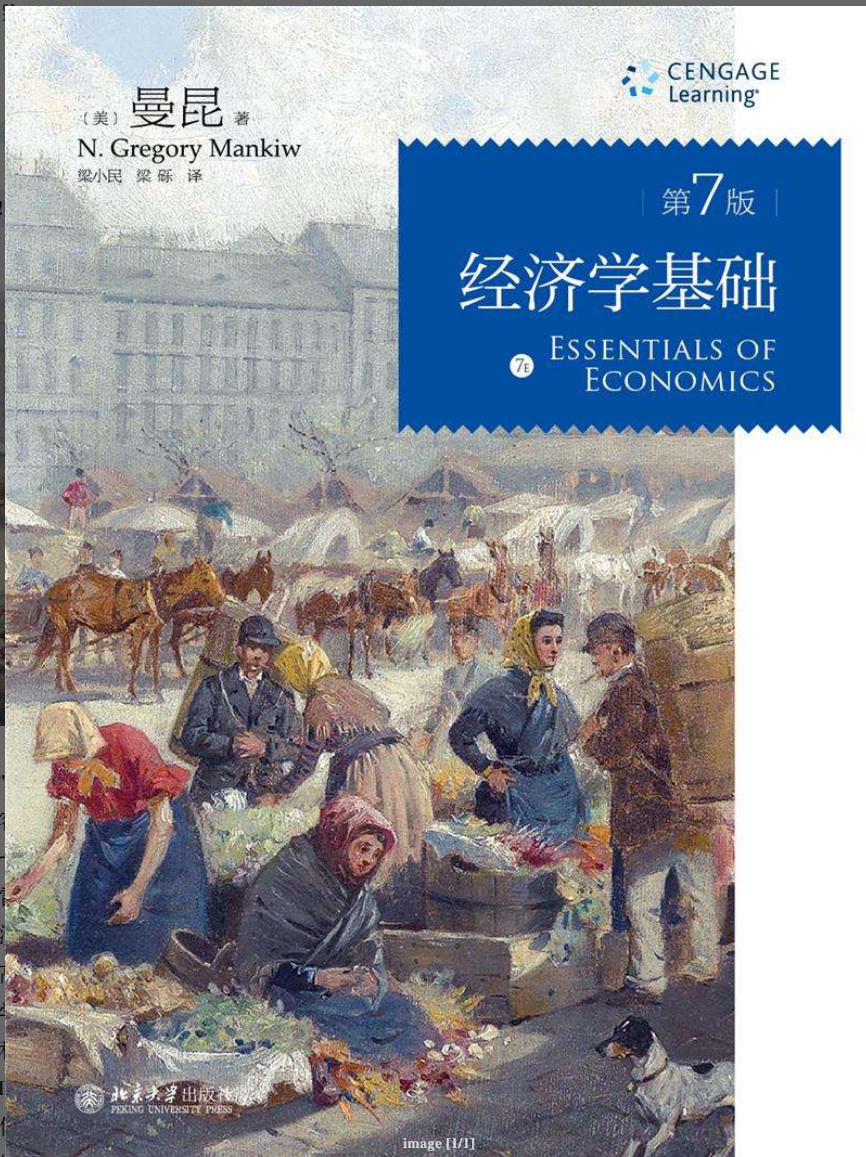 〔美〕曼昆 著
N. Gregory Mankiw
梁小民 梁砾 译
CENGAGE
Learning®
第7版
经济学基础
7E
ESSENTIALS OF
ECONOMICS
北京大学出版社
PEKING UNIVERSITY PRESS
image [1/1]